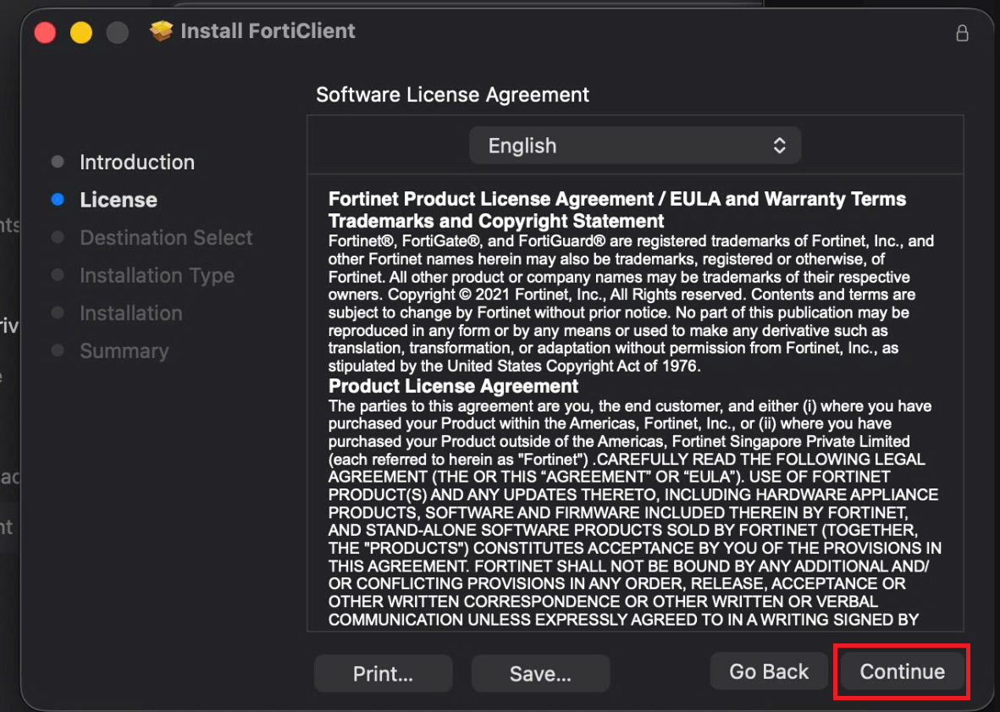 Install FortiClient
Software License Agreement
English
Introduction
License
Destination Select
Installation Type
Installation
Summary
Fortinet Product License Agreement / EULA and Warranty Terms
Trademarks and Copyright Statement
Fortinet®, FortiGate®, and FortiGuard® are registered trademarks of Fortinet, Inc., and
other Fortinet names herein may also be trademarks, registered or otherwise, of
Fortinet. All other product or company names may be trademarks of their respective
owners. Copyright © 2021 Fortinet, Inc., All Rights reserved. Contents and terms are
subject to change by Fortinet without prior notice. No part of this publication may be
reproduced in any form or by any means or used to make any derivative such as
translation, transformation, or adaptation without permission from Fortinet, Inc., as
stipulated by the United States Copyright Act of 1976.
Product License Agreement
The parties to this agreement are you, the end customer, and either (i) where you have
purchased your Product within the Americas, Fortinet, Inc., or (ii) where you have
purchased your Product outside of the Americas, Fortinet Singapore Private Limited
(each referred to herein as "Fortinet") .CAREFULLY READ THE FOLLOWING LEGAL
AGREEMENT (THE OR THIS “AGREEMENT” OR “EULA”). USE OF FORTINET
PRODUCT(S) AND ANY UPDATES THERETO, INCLUDING HARDWARE APPLIANCE
PRODUCTS, SOFTWARE AND FIRMWARE INCLUDED THEREIN BY FORTINET,
AND STAND-ALONE SOFTWARE PRODUCTS SOLD BY FORTINET (TOGETHER,
THE "PRODUCTS") CONSTITUTES ACCEPTANCE BY YOU OF THE PROVISIONS IN
THIS AGREEMENT. FORTINET SHALL NOT BE BOUND BY ANY ADDITIONAL AND/
OR CONFLICTING PROVISIONS IN ANY ORDER, RELEASE, ACCEPTANCE OR
OTHER WRITTEN CORRESPONDENCE OR OTHER WRITTEN OR VERBAL
COMMUNICATION UNLESS EXPRESSLY AGREED TO IN A WRITING SIGNED BY
Print...
Save...
Go Back
Continue